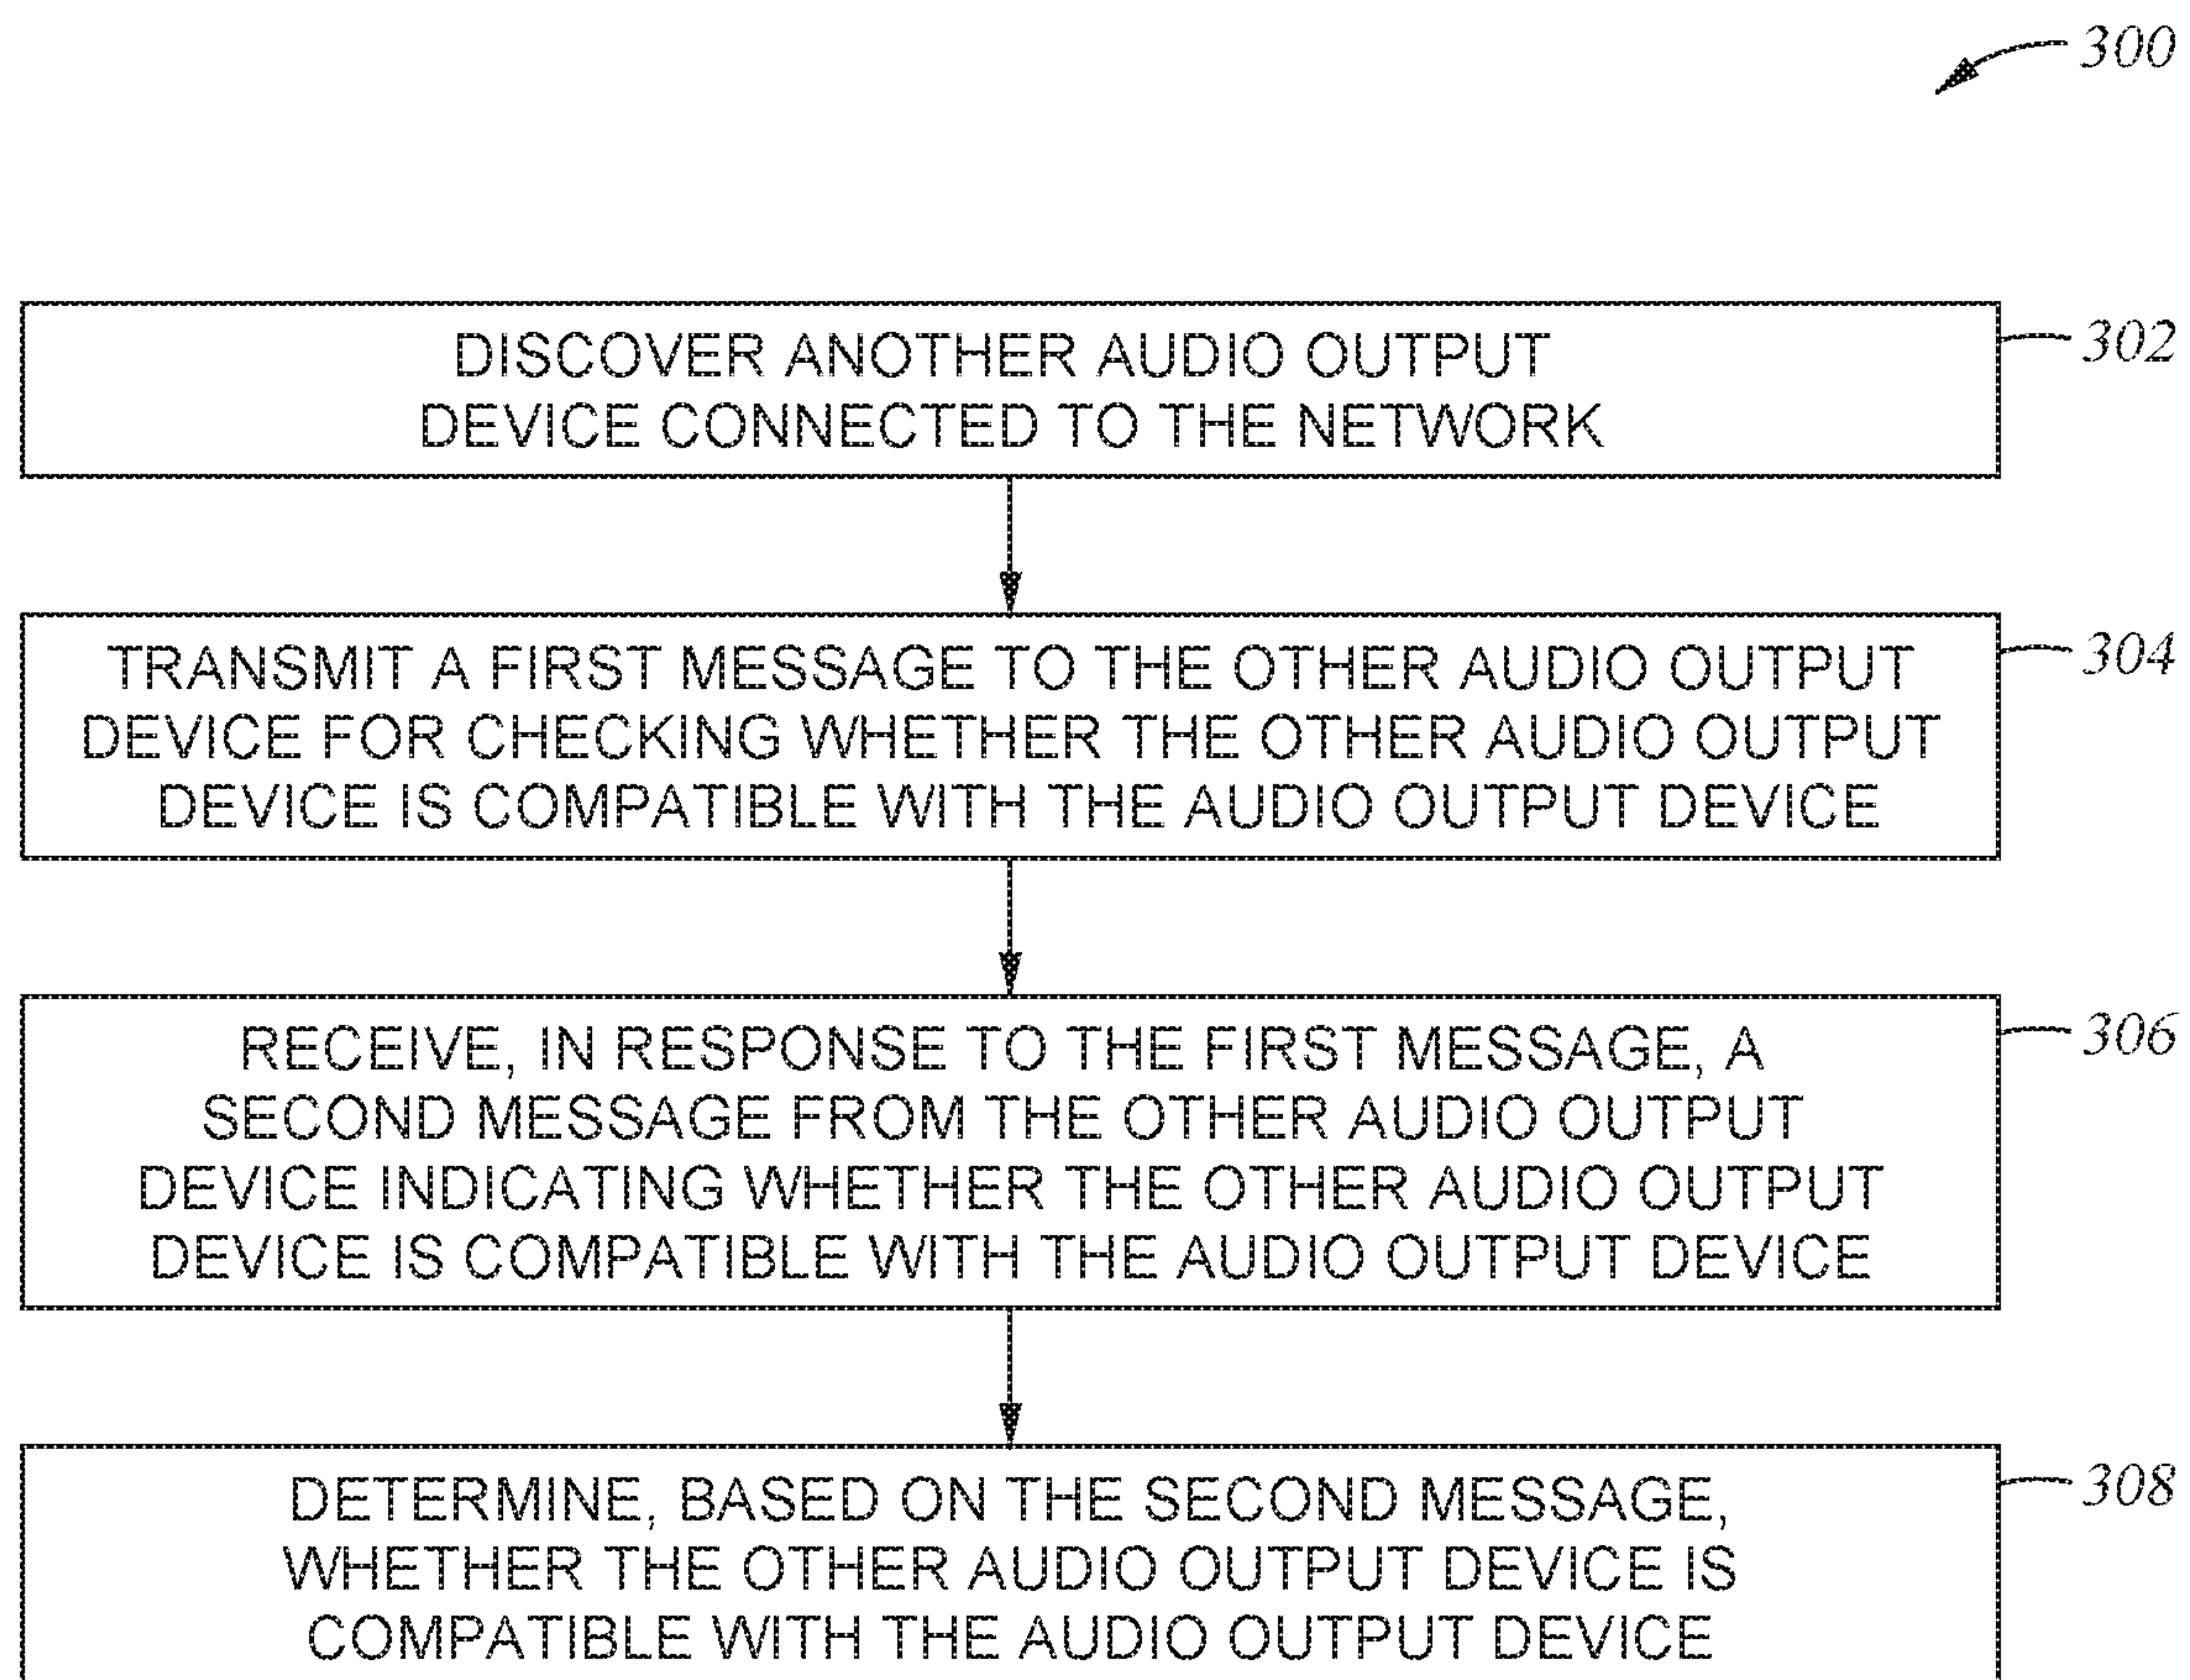 300
DISCOVER ANOTHER AUDIO OUTPUT
DEVICE CONNECTED TO THE NETWORK
302
TRANSMIT A FIRST MESSAGE TO THE OTHER AUDIO OUTPUT
DEVICE FOR CHECKING WHETHER THE OTHER AUDIO OUTPUT
DEVICE IS COMPATIBLE WITH THE AUDIO OUTPUT DEVICE
304
RECEIVE, IN RESPONSE TO THE FIRST MESSAGE, A
SECOND MESSAGE FROM THE OTHER AUDIO OUTPUT
DEVICE INDICATING WHETHER THE OTHER AUDIO OUTPUT
DEVICE IS COMPATIBLE WITH THE AUDIO OUTPUT DEVICE
306
DETERMINE, BASED ON THE SECOND MESSAGE,
WHETHER THE OTHER AUDIO OUTPUT DEVICE IS
COMPATIBLE WITH THE AUDIO OUTPUT DEVICE
308